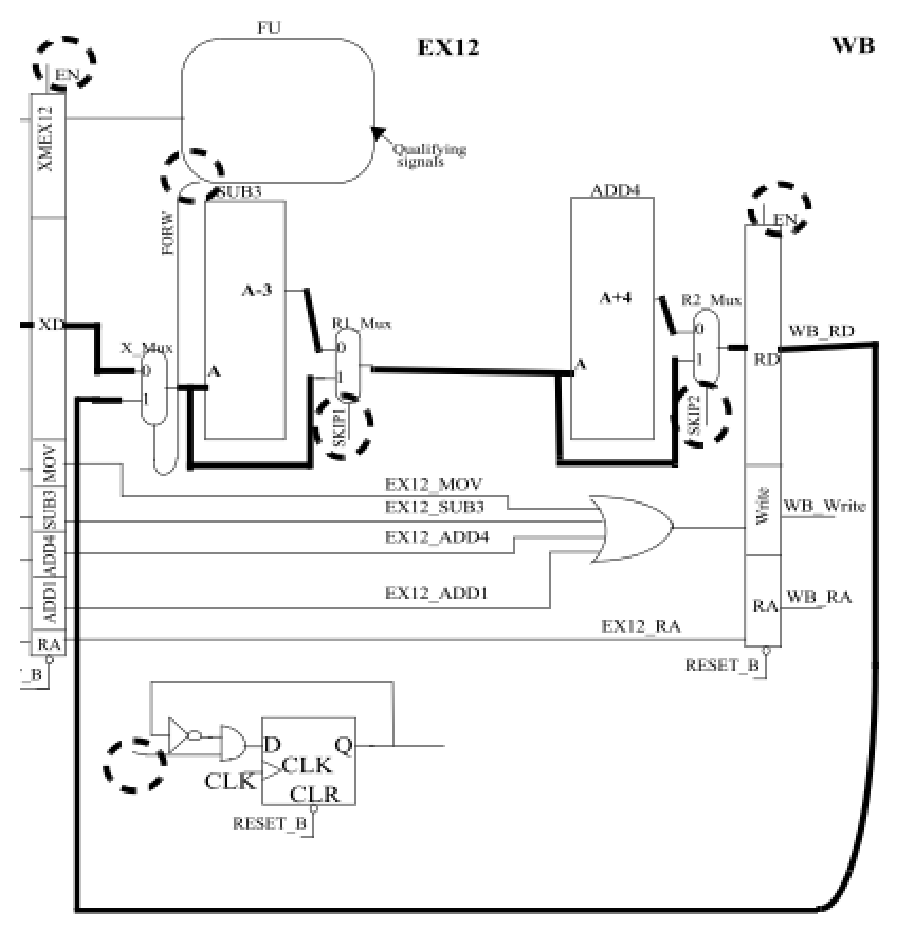 FU
EX12
WB
EN
XMEX12
Qualifying
signals
SUB3
ADD4
EN
FORW
A-3
A+4
R2_Mux
R1_Mux
XD
X_Mux
0
1
A
0
1
A
0
1
WB_RD
RD
SKIP1
SKIP2
MOV
SUB3
ADD4
ADD1
RA
EX12_MOV
EX12_SUB3
EX12_ADD4
EX12_ADD1
EX12_RA
Write
WB_Write
RA
WB_RA
_B
RESET_B
D
Q
CLK
CLK
CLR
RESET_B